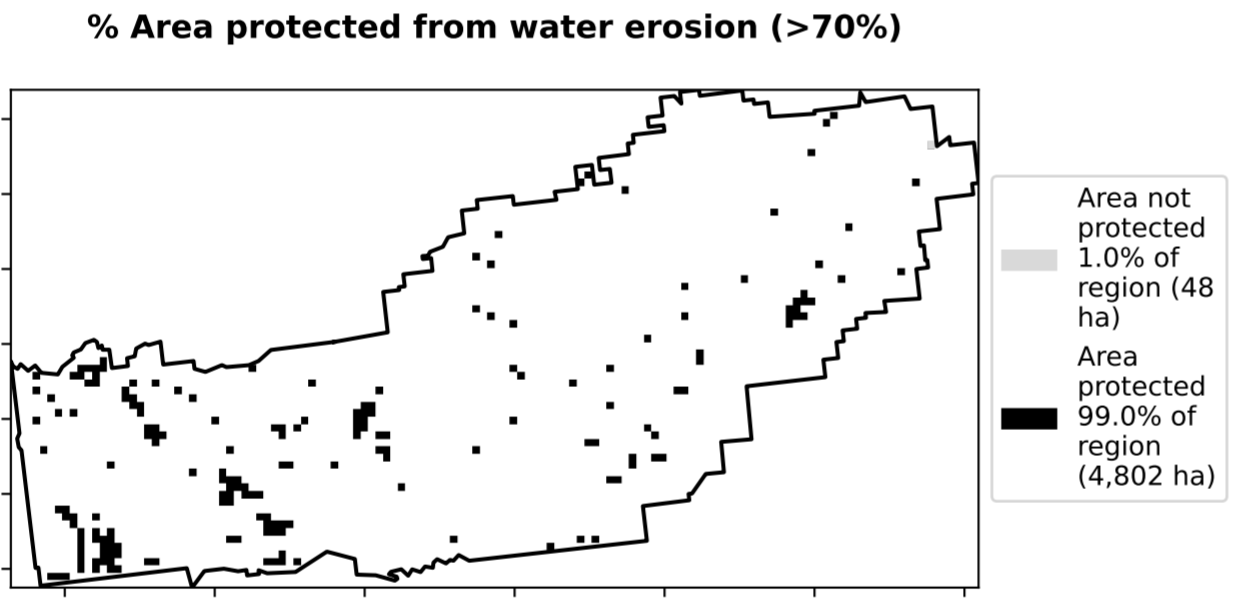 % Area protected from water erosion (>70%)
Area not
protected
1.0% of
region (48
ha)
Area
protected
99.0% of
region
(4,802 ha)